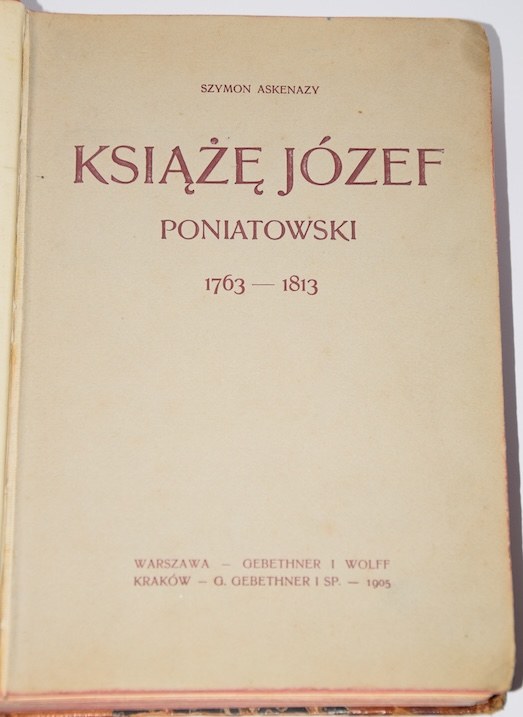 SZYMON ASKENAZY
KSIĄŻĘ JÓZEF
PONIATOWSKI
1763 — 1813
WARSZAWA — GEBETHNER I WOLFF
KRAKÓW — G. GEBETHNER I SP. — 1905